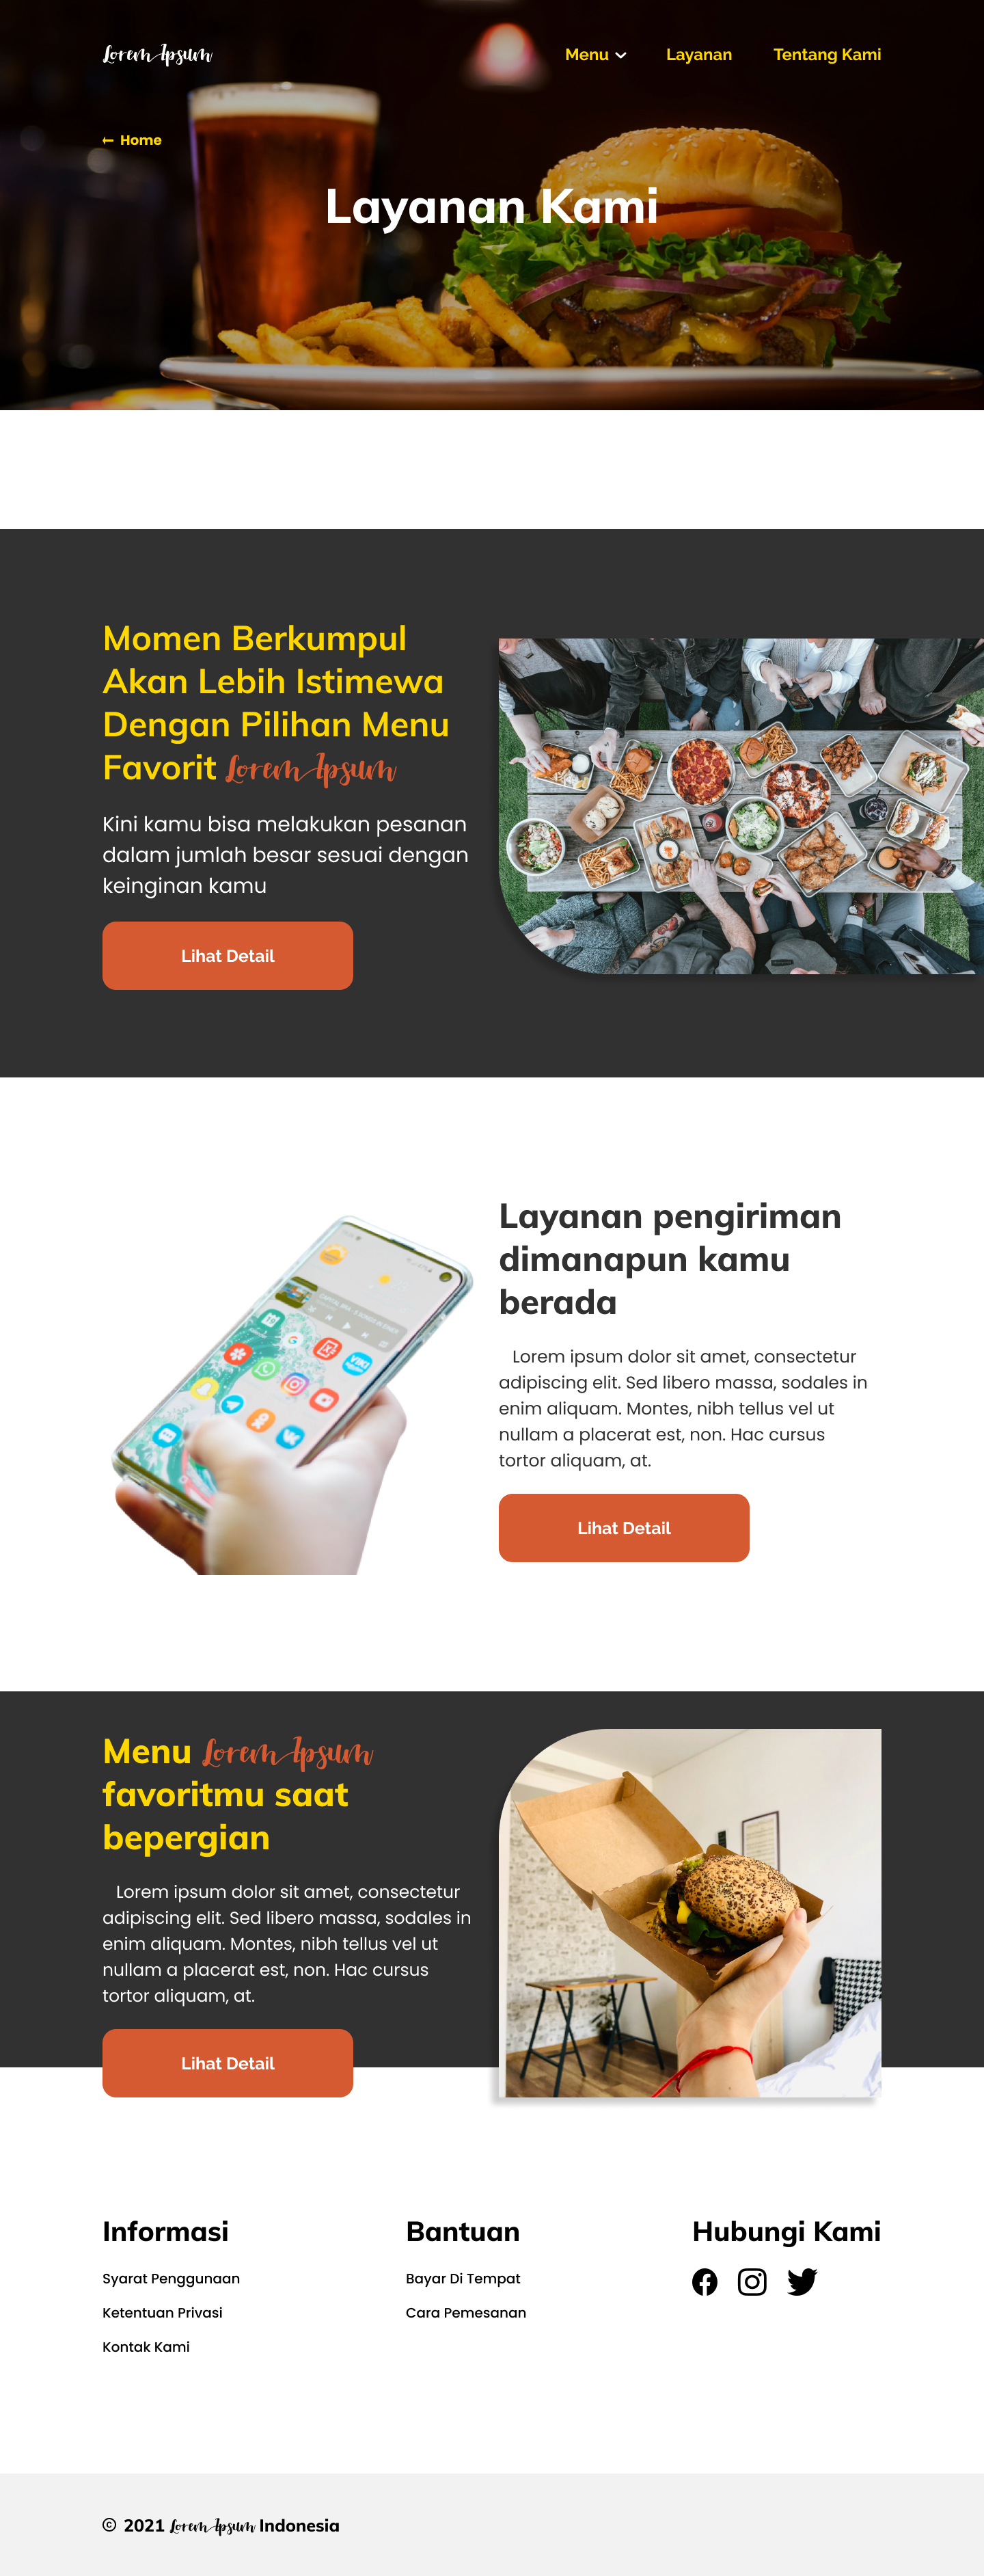 Lorem Ipsum
Menu
Layanan
Tentang Kami
Home
Layanan Kami
Momen Berkumpul
Akan Lebih Istimewa
Dengan Pilihan Menu
Favorit Lorem Ipsum
Kini kamu bisa melakukan pesanan
dalam jumlah besar sesuai dengan
keinginan kamu
Lihat Detail
Layanan pengiriman
dimanapun kamu
berada
Lorem ipsum dolor sit amet, consectetur
adipiscing elit. Sed libero massa, sodales in
enim aliquam. Montes, nibh tellus vel ut
nullam a placerat est, non. Hac cursus
tortor aliquam, at.
Lihat Detail
Menu Lorem Ipsum
favoritmu saat
bepergian
Lorem ipsum dolor sit amet, consectetur
adipiscing elit. Sed libero massa, sodales in
enim aliquam. Montes, nibh tellus vel ut
nullam a placerat est, non. Hac cursus
tortor aliquam, at.
Lihat Detail
Informasi
Syarat Penggunaan
Ketentuan Privasi
Kontak Kami
Bantuan
Bayar Di Tempat
Cara Pemesanan
Hubungi Kami
© 2021 Lorem Ipsum Indonesia